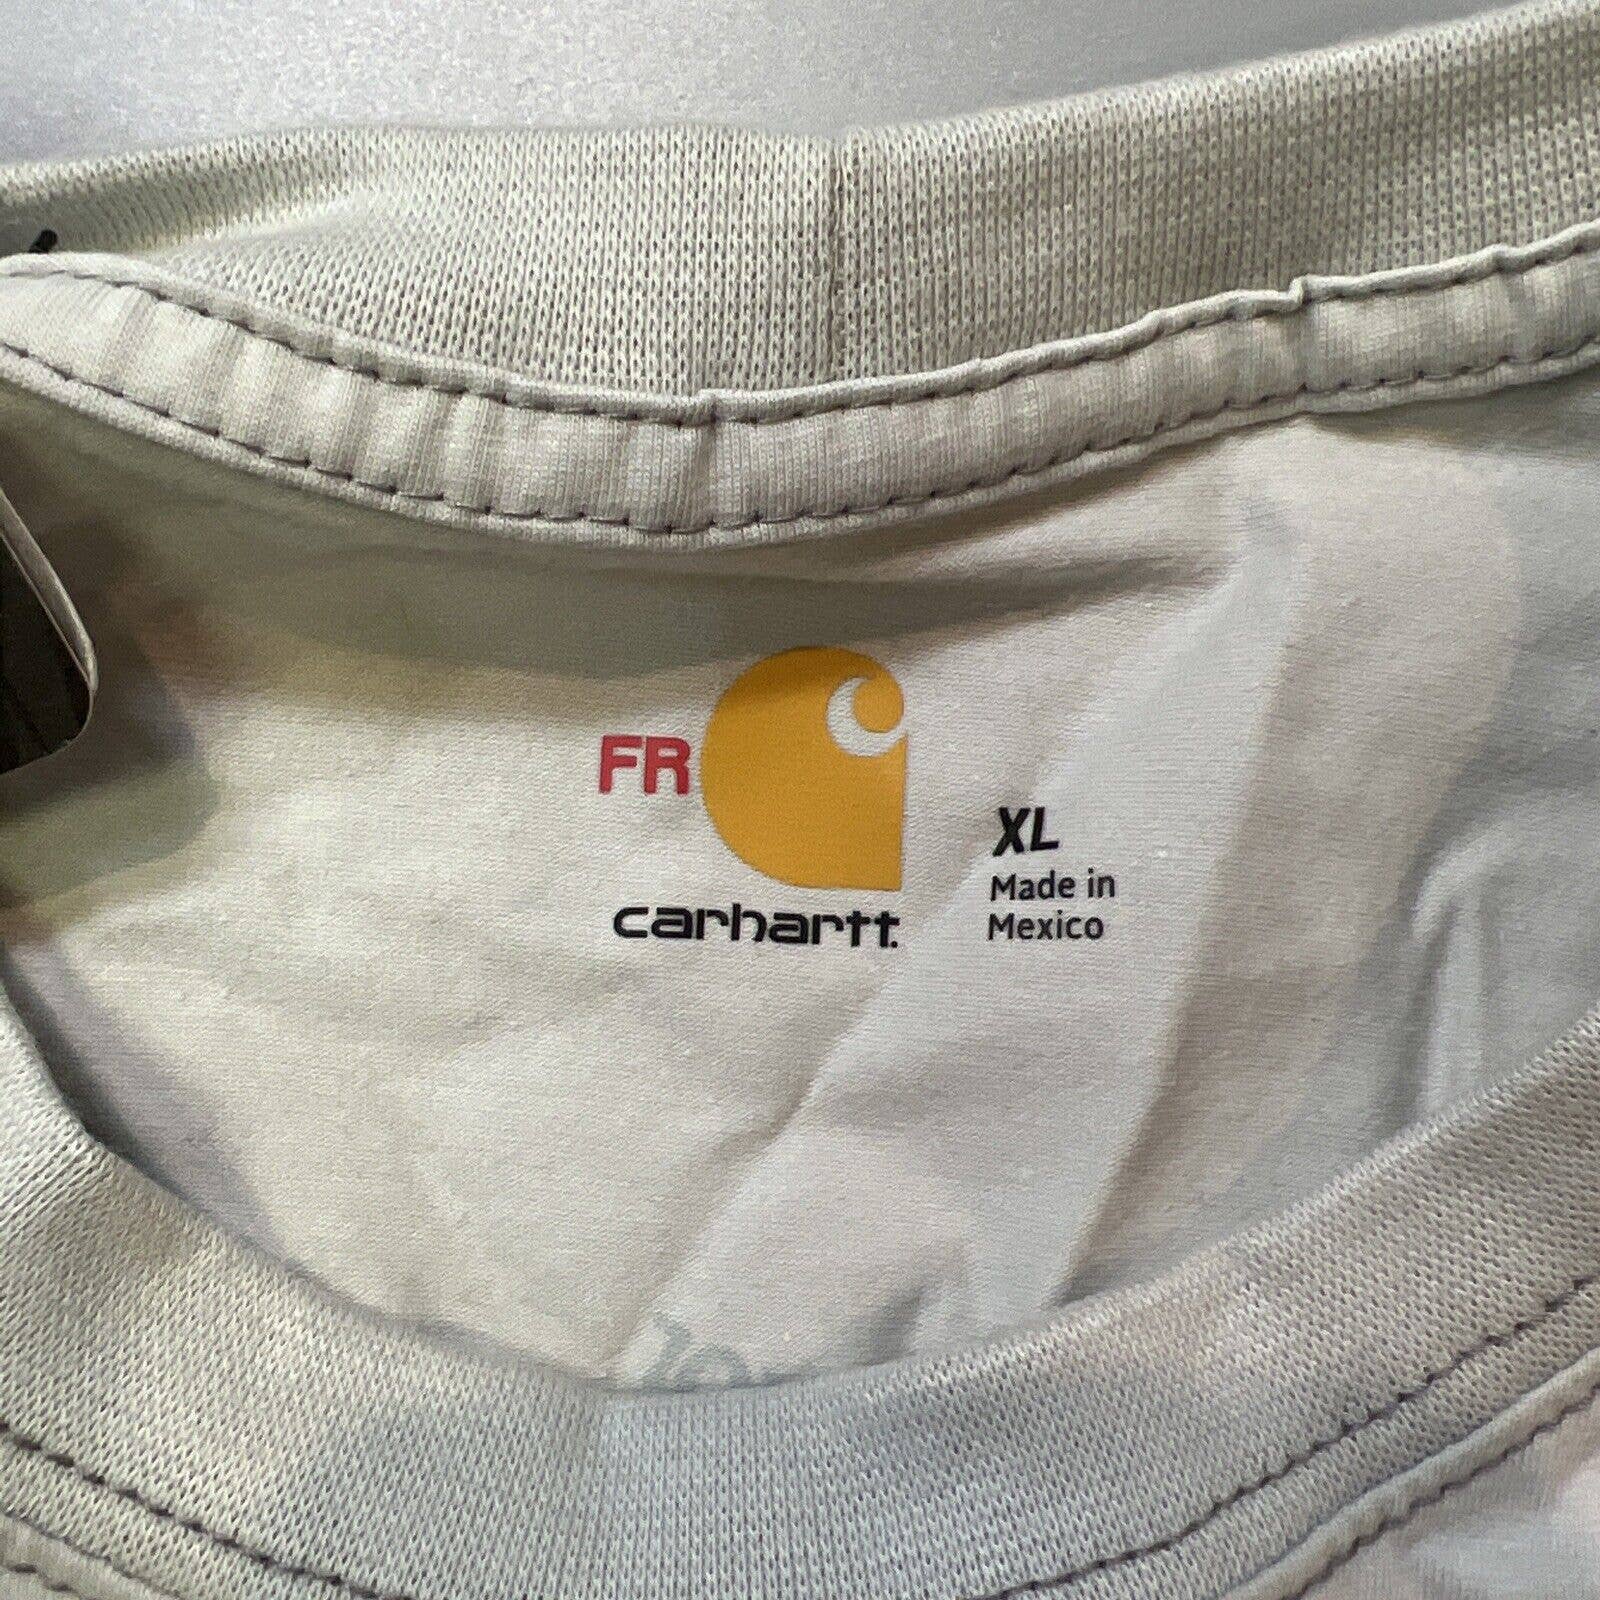 FR
carhartt.
XL
Made in
Mexico